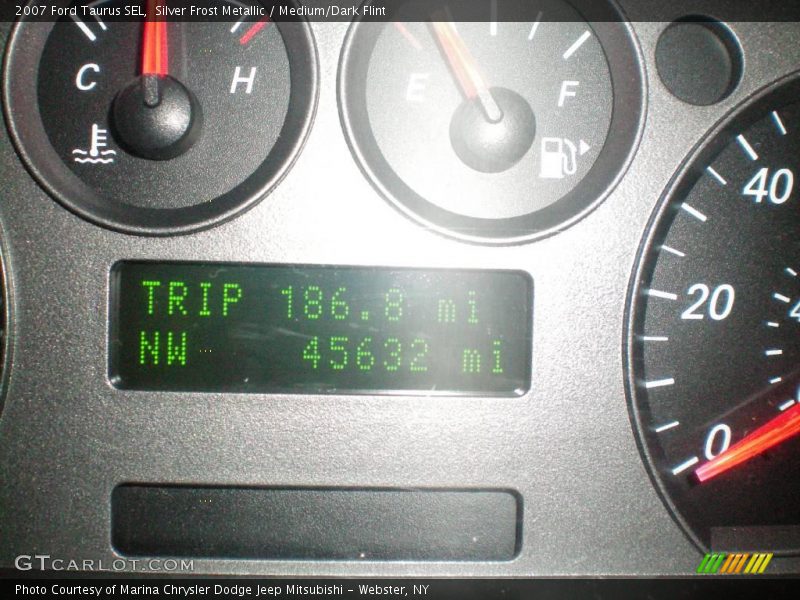 2007 Ford Taurus SEL, Silver Frost Metallic / Medium/Dark Flint
C H
E F
40
20
0
TRIP 186.8 mi
NW 45632 mi
GTCARLOT.COM
Photo Courtesy of Marina Chrysler Dodge Jeep Mitsubishi - Webster, NY